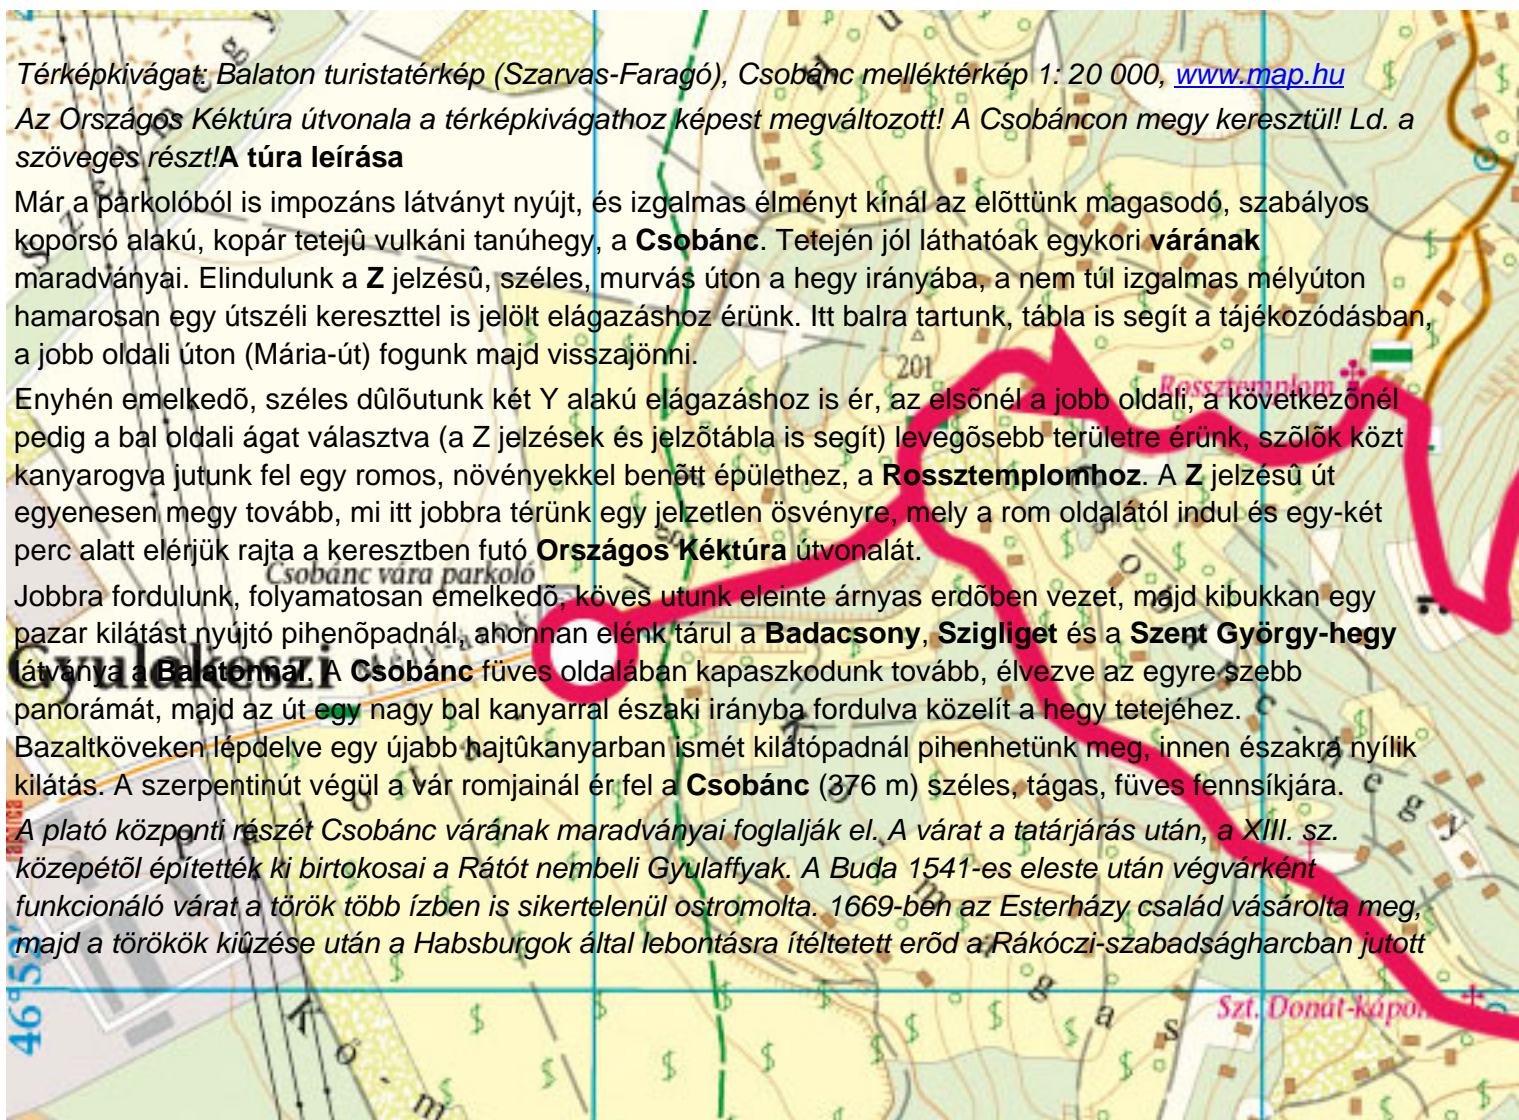 Térképkivágat: Balaton turistatérkép (Szarvas-Faragó), Csobánc melléktérkép 1: 20 000, www.map.hu
Az Országos Kéktúra útvonala a térképkivágathoz képest megváltozott! A Csobáncon megy keresztül! Ld. a
szöveges részt!A túra leírása
Már a parkolóból is impozáns látványt nyújt, és izgalmas élményt kínál az elõttünk magasodó, szabályos
koporsó alakú, kopár tetejû vulkáni tanúhegy, a Csobánc. Tetején jól láthatóak egykori várának
maradványai. Elindulunk a Z jelzésû, széles, murvás úton a hegy irányába, a nem túl izgalmas mélyúton
hamarosan egy útszéli kereszttel is jelölt elágazáshoz érünk. Itt balra tartunk, tábla is segít a tájékozódásban,
a jobb oldali úton (Mária-út) fogunk majd visszajönni.
201
Rossztemplom
Enyhén emelkedõ, széles dûlõutunk két Y alakú elágazáshoz is ér, az elsõnél a jobb oldali, a következõnél
pedig a bal oldali ágat választva (a Z jelzések és jelzõtábla is segít) levegõsebb területre érünk, szõlõk közt
kanyarogva jutunk fel egy romos, növényekkel benõtt épülethez, a Rossztemplomhoz. A Z jelzésû út
egyenesen megy tovább, mi itt jobbra térünk egy jelzetlen ösvényre, mely a rom oldalától indul és egy-két
perc alatt elérjük rajta a keresztben futó Országos Kéktúra útvonalát.
Csobánc vára parkoló
Jobbra fordulunk, folyamatosan emelkedõ, köves utunk eleinte árnyas erdõben vezet, majd kibukkan egy
pazar kilátást nyújtó pihenõpadnál, ahonnan elénk tárul a Badacsony, Szigliget és a Szent György-hegy
Gyulakeszi
látványa a Balatonnal. A Csobánc füves oldalában kapaszkodunk tovább, élvezve az egyre szebb
panorámát, majd az út egy nagy bal kanyarral északi irányba fordulva közelít a hegy tetejéhez.
Bazaltköveken lépdelve egy újabb hajtûkanyarban ismét kilátópadnál pihenhetünk meg, innen északra nyílik
kilátás. A szerpentinút végül a vár romjainál ér fel a Csobánc (376 m) széles, tágas, füves fennsíkjára.
A plató központi részét Csobánc várának maradványai foglalják el. A várat a tatárjárás után, a XIII. sz.
közepétõl építették ki birtokosai a Rátót nembeli Gyulaffyak. A Buda 1541-es eleste után végvárként
funkcionáló várat a török több ízben is sikertelenül ostromolta. 1669-ben az Esterházy család vásárolta meg,
majd a törökök kiûzése után a Habsburgok által lebontásra ítéltetett erõd a Rákóczi-szabadságharcban jutott
46°52'
Szt. Donát-kápol